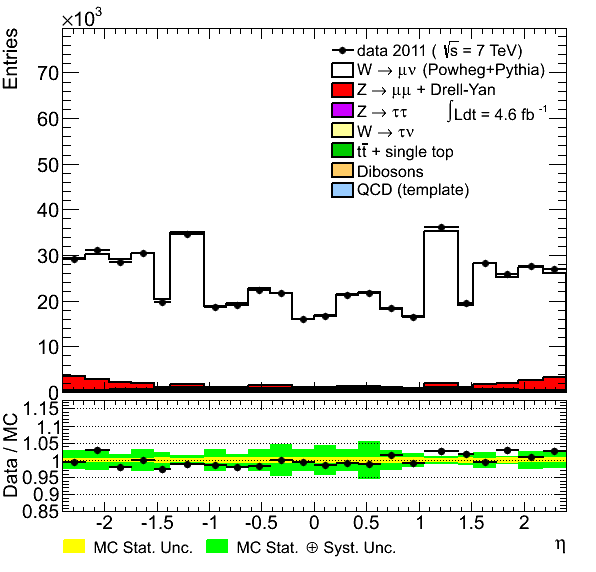 ×10³
Entries
70
60
50
40
30
20
10
0
data 2011 ( √s = 7 TeV)
W → μν (Powheg+Pythia)
Z → μμ + Drell-Yan
Z → ττ
∫Ldt = 4.6 fb⁻¹
W → τν
tt̄ + single top
Dibosons
QCD (template)
Data / MC
1.15
1.1
1.05
1
0.95
0.9
0.85
-2 -1.5 -1 -0.5 0 0.5 1 1.5 2
MC Stat. Unc. MC Stat. ⊕ Syst. Unc. η